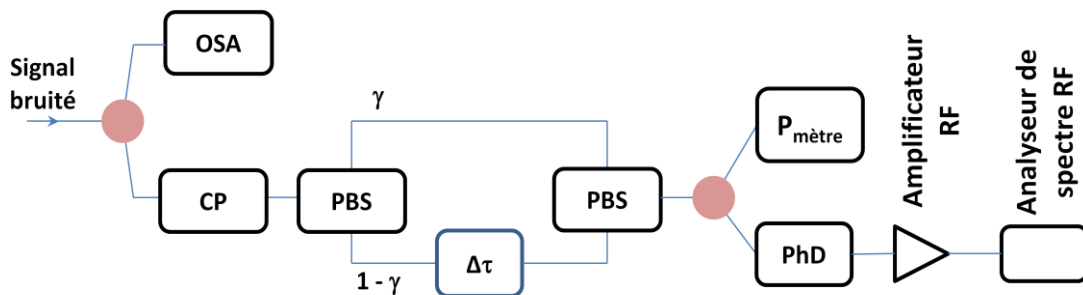 Signal
bruité
OSA
CP
PBS
γ
1 - γ
Δτ
PBS
Pmètre
PhD
Amplificateur
RF
Analyseur de
spectre RF